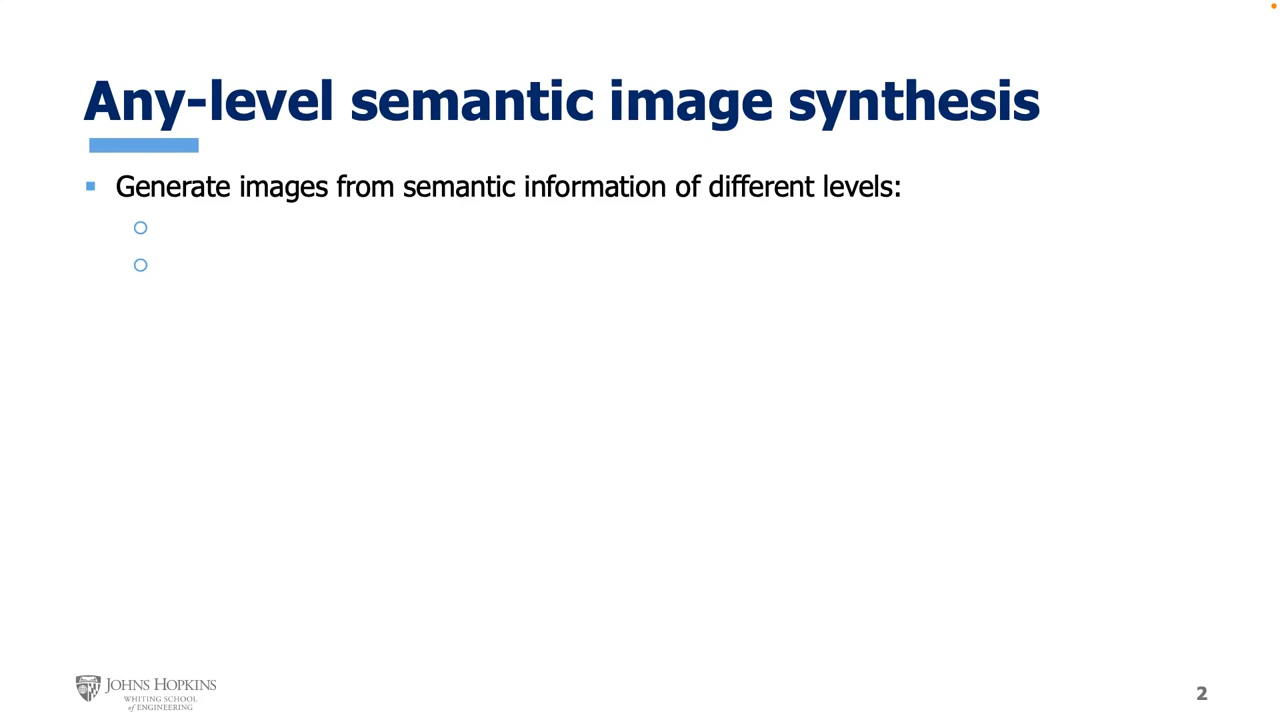 Any-level semantic image synthesis
Generate images from semantic information of different levels:
JOHNS HOPKINS
WHITING SCHOOL
of ENGINEERING
2